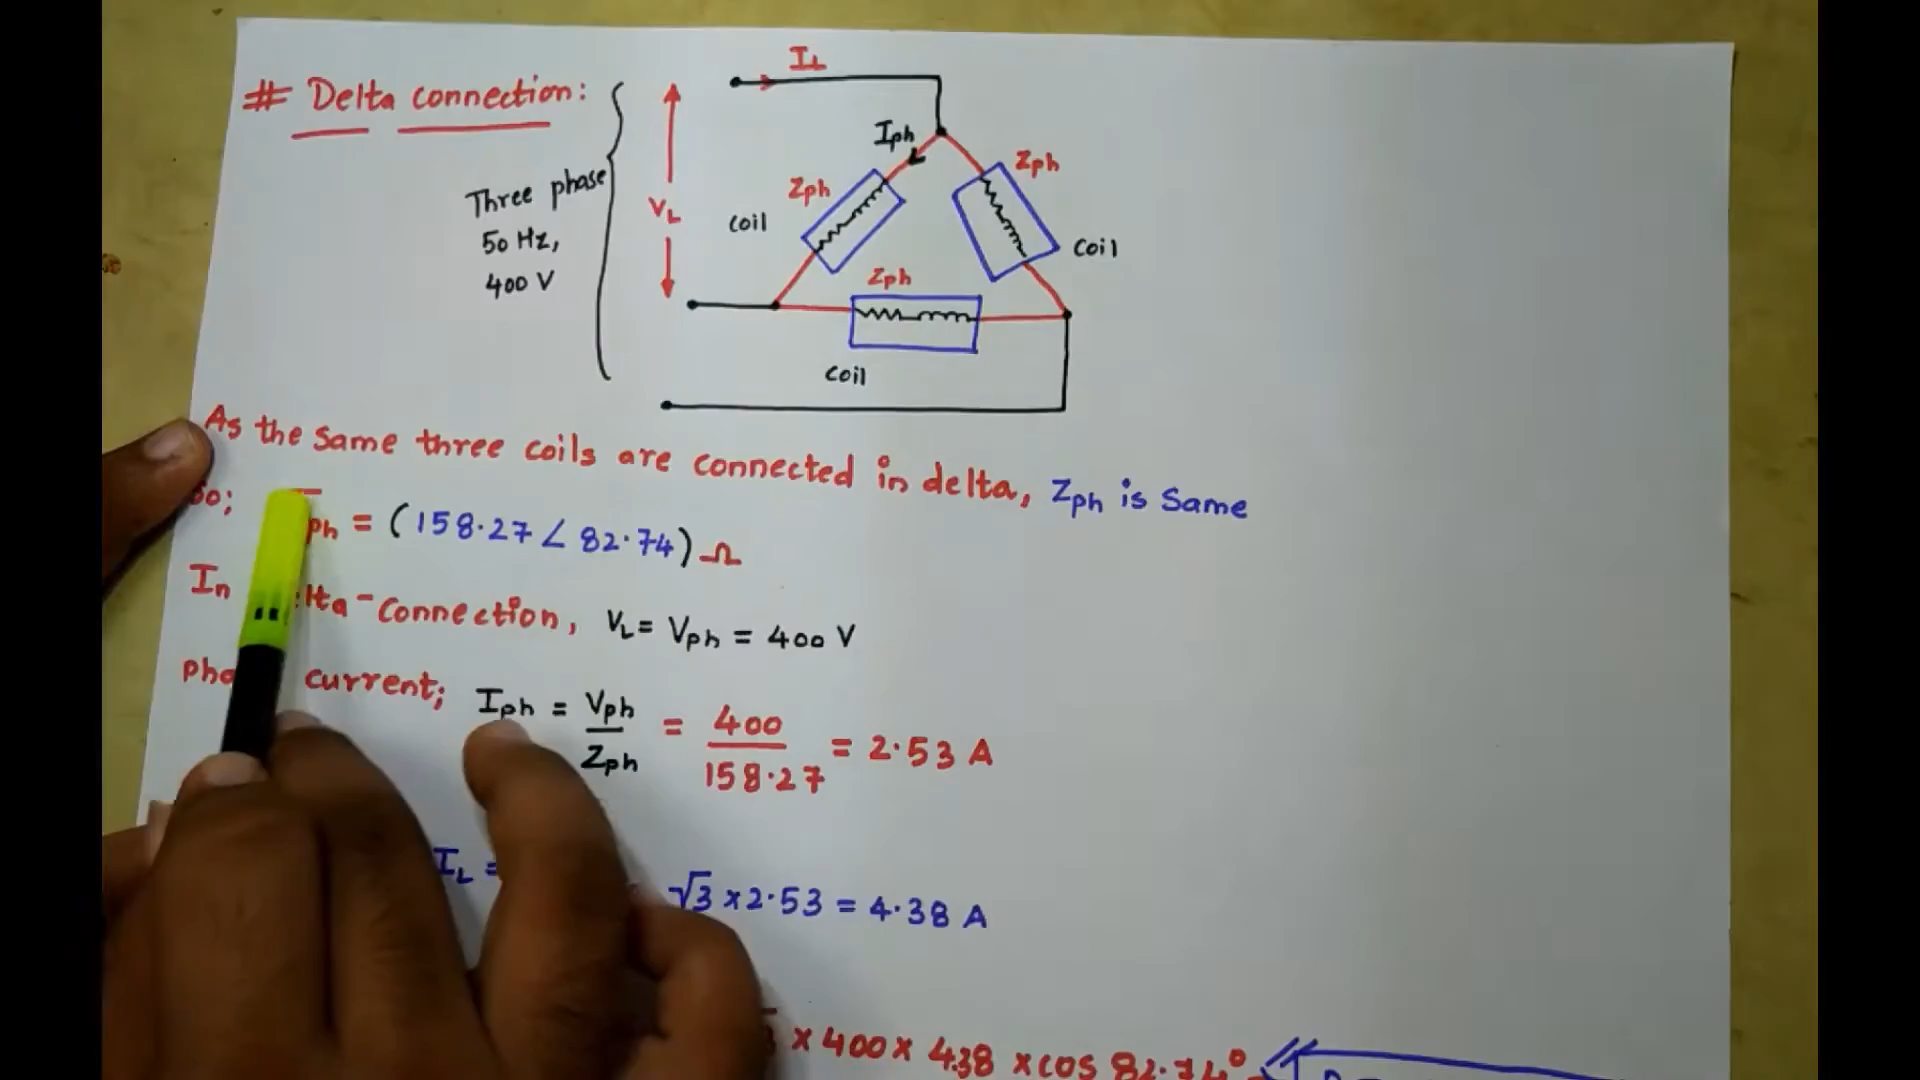 # Delta connection:
IL
Iph
Three phase
50 Hz,
400 V
VL
Zph
coil
Zph
coil
Zph
coil
As the same three coils are connected in delta, Zph is same
So; ph = (158.27∠82.74) Ω
In lta-connection, VL = Vph = 400 V
current; Iph = Vph/Zph = 400/158.27 = 2.53 A
IL = √3 × 2.53 = 4.38 A
× 400 × 4.38 × cos 82.74°